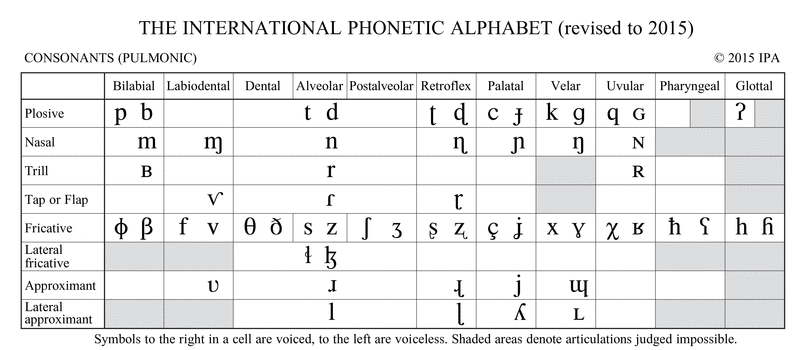 THE INTERNATIONAL PHONETIC ALPHABET (revised to 2015)
CONSONANTS (PULMONIC) © 2015 IPA
Bilabial Labiodental Dental Alveolar Postalveolar Retroflex Palatal Velar Uvular Pharyngeal Glottal
Plosive p b t d ʈ ɖ c ɟ k ɡ q ɢ ʔ
Nasal m ɱ n ɳ ɲ ŋ ɴ
Trill ʙ r ʀ
Tap or Flap ⱱ ɾ ɽ
Fricative ɸ β f v θ ð s z ʃ ʒ ʂ ʐ ç ʝ x ɣ χ ʁ ħ ʕ h ɦ
Lateral
fricative ɬ ɮ
Approximant ʋ ɹ ɻ j ɰ
Lateral
approximant l ɭ ʎ ʟ
Symbols to the right in a cell are voiced, to the left are voiceless. Shaded areas denote articulations judged impossible.